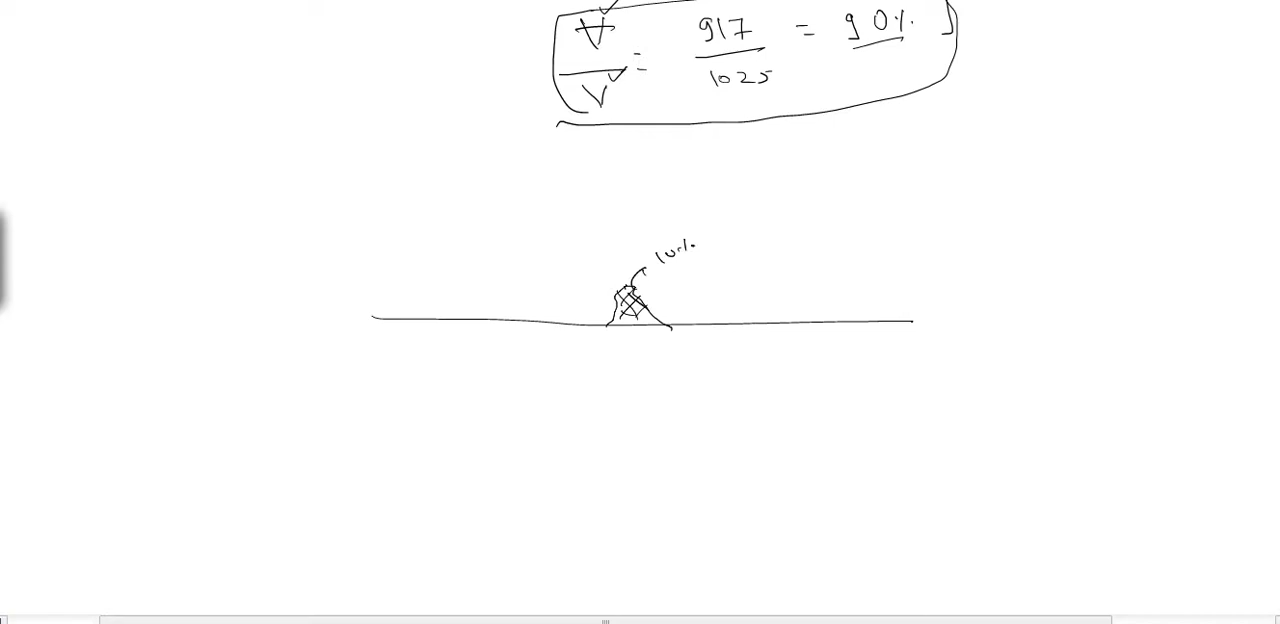 V̶/V = 917/1025 = 90%
10%